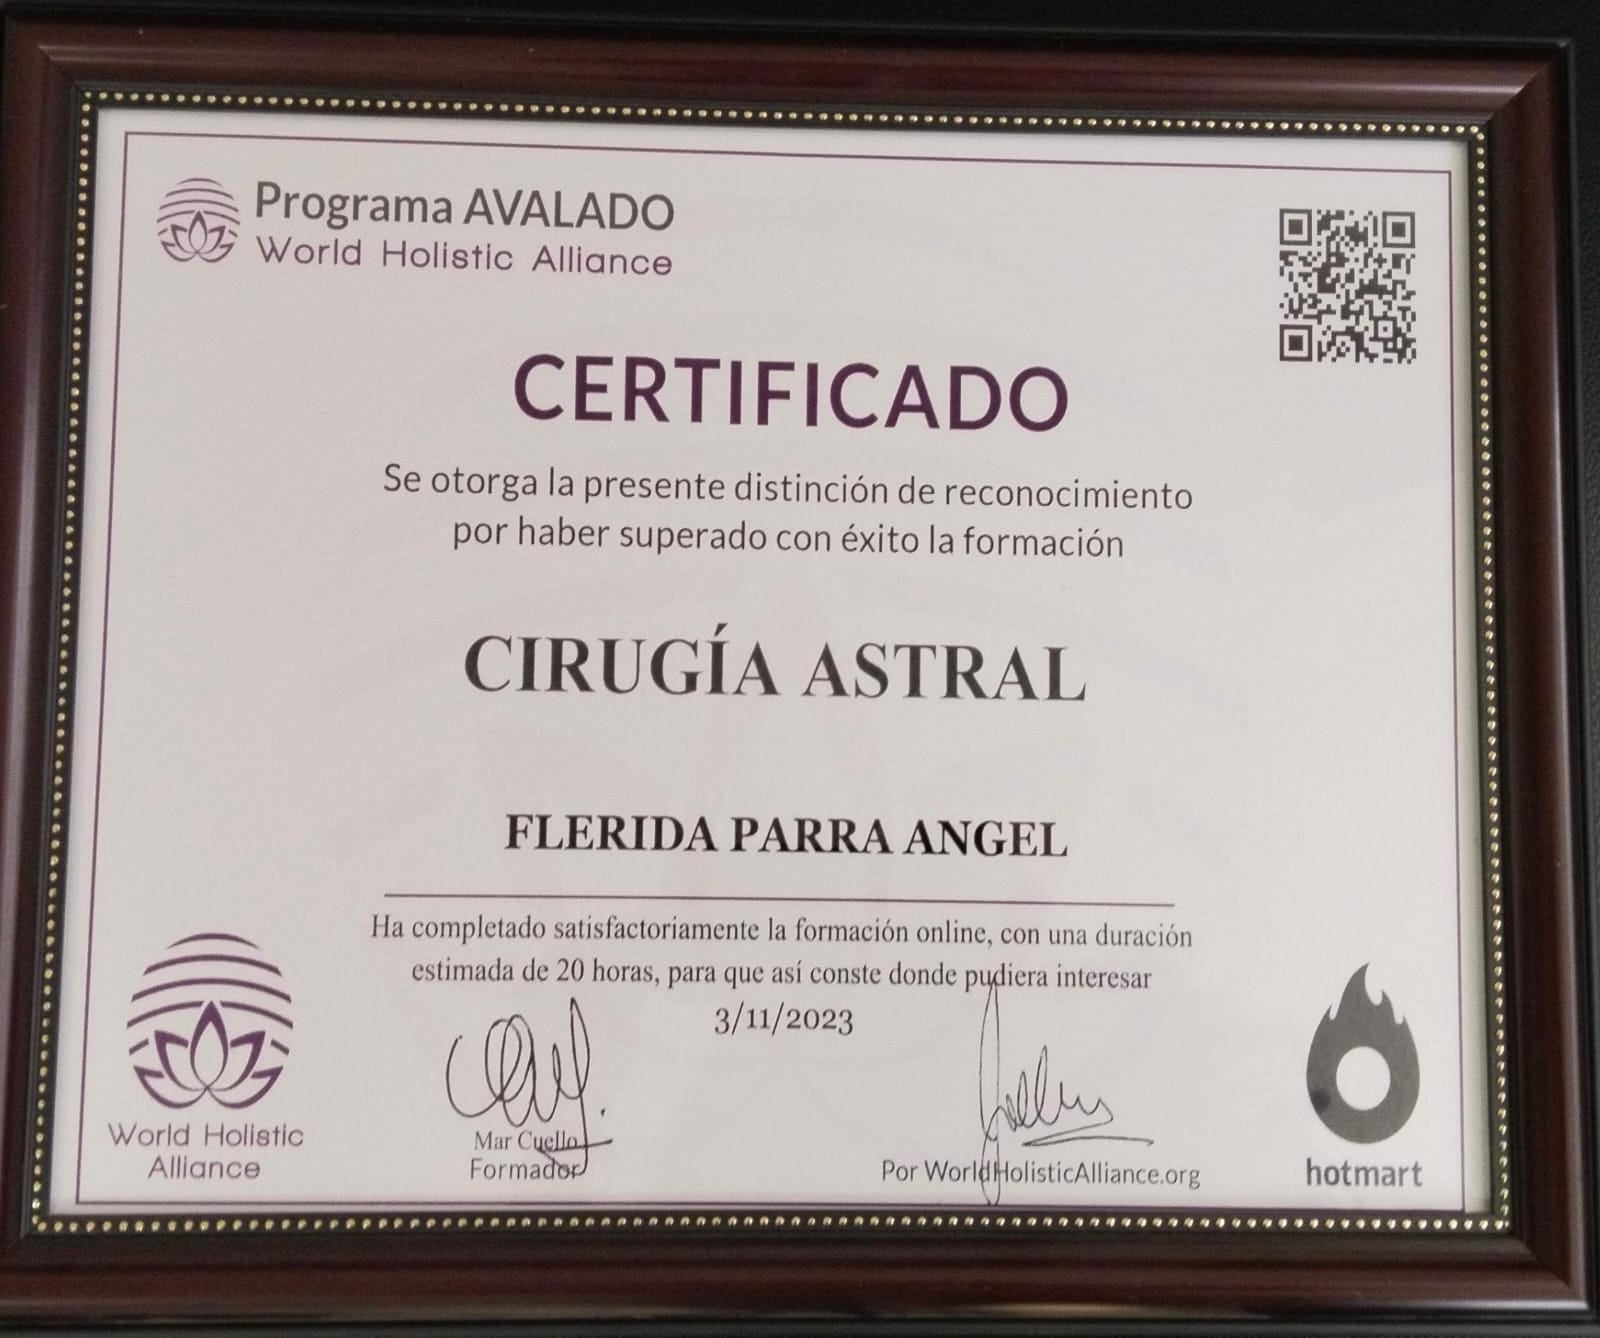 Programa AVALADO
World Holistic Alliance
CERTIFICADO
Se otorga la presente distinción de reconocimiento
por haber superado con éxito la formación
CIRUGÍA ASTRAL
FLERIDA PARRA ANGEL
Ha completado satisfactoriamente la formación online, con una duración
estimada de 20 horas, para que así conste donde pudiera interesar
3/11/2023
Mar Cuello
Formador
Por WorldHolisticAlliance.org
World Holistic
Alliance
hotmart